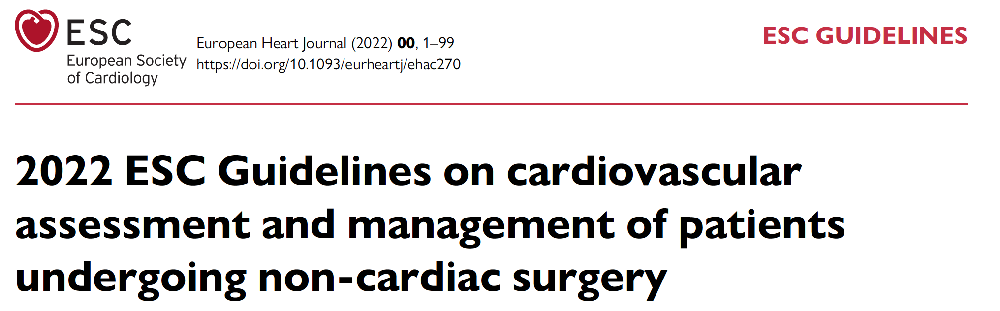 ESC
European Society
of Cardiology
European Heart Journal (2022) 00, 1–99
https://doi.org/10.1093/eurheartj/ehac270
ESC GUIDELINES
2022 ESC Guidelines on cardiovascular
assessment and management of patients
undergoing non-cardiac surgery